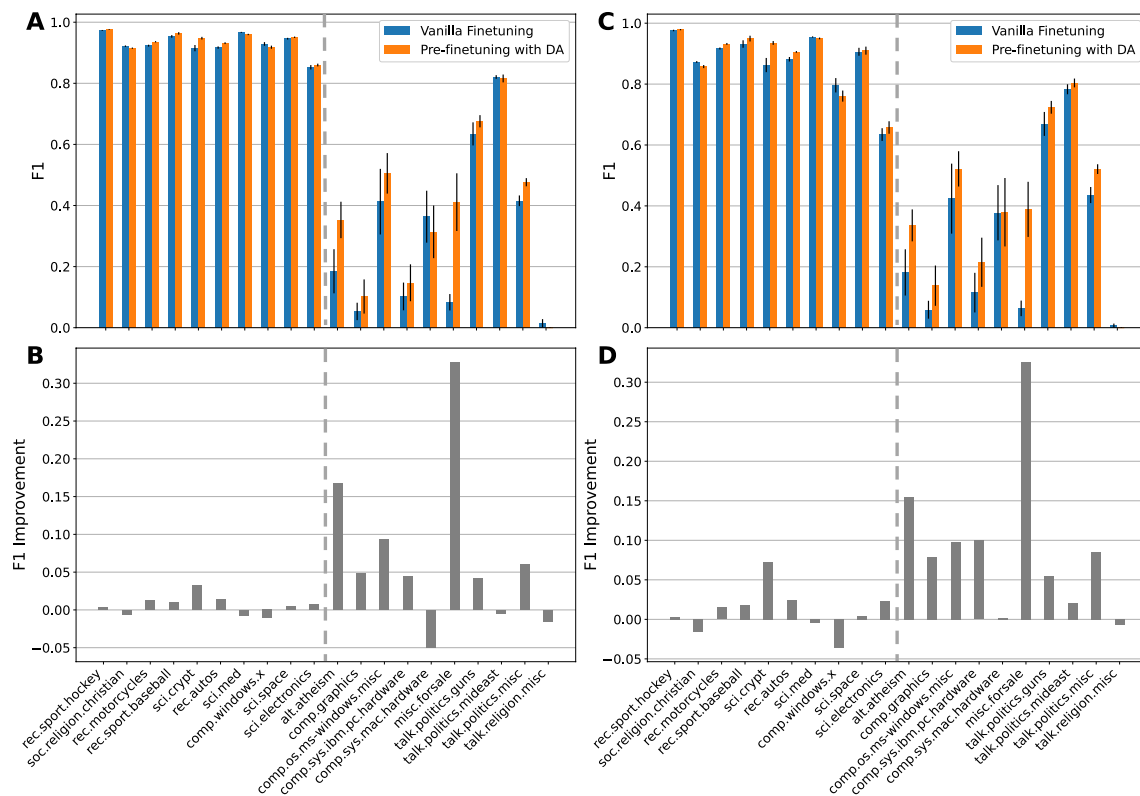 A
Vanilla Finetuning
Pre-finetuning with DA
F1
1.0
0.8
0.6
0.4
0.2
0.0
C
Vanilla Finetuning
Pre-finetuning with DA
F1
1.0
0.8
0.6
0.4
0.2
0.0
B
F1 Improvement
0.30
0.25
0.20
0.15
0.10
0.05
0.00
−0.05
rec.sport.hockey
soc.religion.christian
rec.motorcycles
rec.sport.baseball
sci.crypt
rec.autos
sci.med
comp.windows.x
sci.space
sci.electronics
alt.atheism
comp.graphics
comp.os.ms-windows.misc
comp.sys.ibm.pc.hardware
comp.sys.mac.hardware
misc.forsale
talk.politics.guns
talk.politics.mideast
talk.politics.misc
talk.religion.misc
D
F1 Improvement
0.30
0.25
0.20
0.15
0.10
0.05
0.00
−0.05
rec.sport.hockey
soc.religion.christian
rec.motorcycles
rec.sport.baseball
sci.crypt
rec.autos
sci.med
comp.windows.x
sci.space
sci.electronics
alt.atheism
comp.graphics
comp.os.ms-windows.misc
comp.sys.ibm.pc.hardware
comp.sys.mac.hardware
misc.forsale
talk.politics.guns
talk.politics.mideast
talk.politics.misc
talk.religion.misc